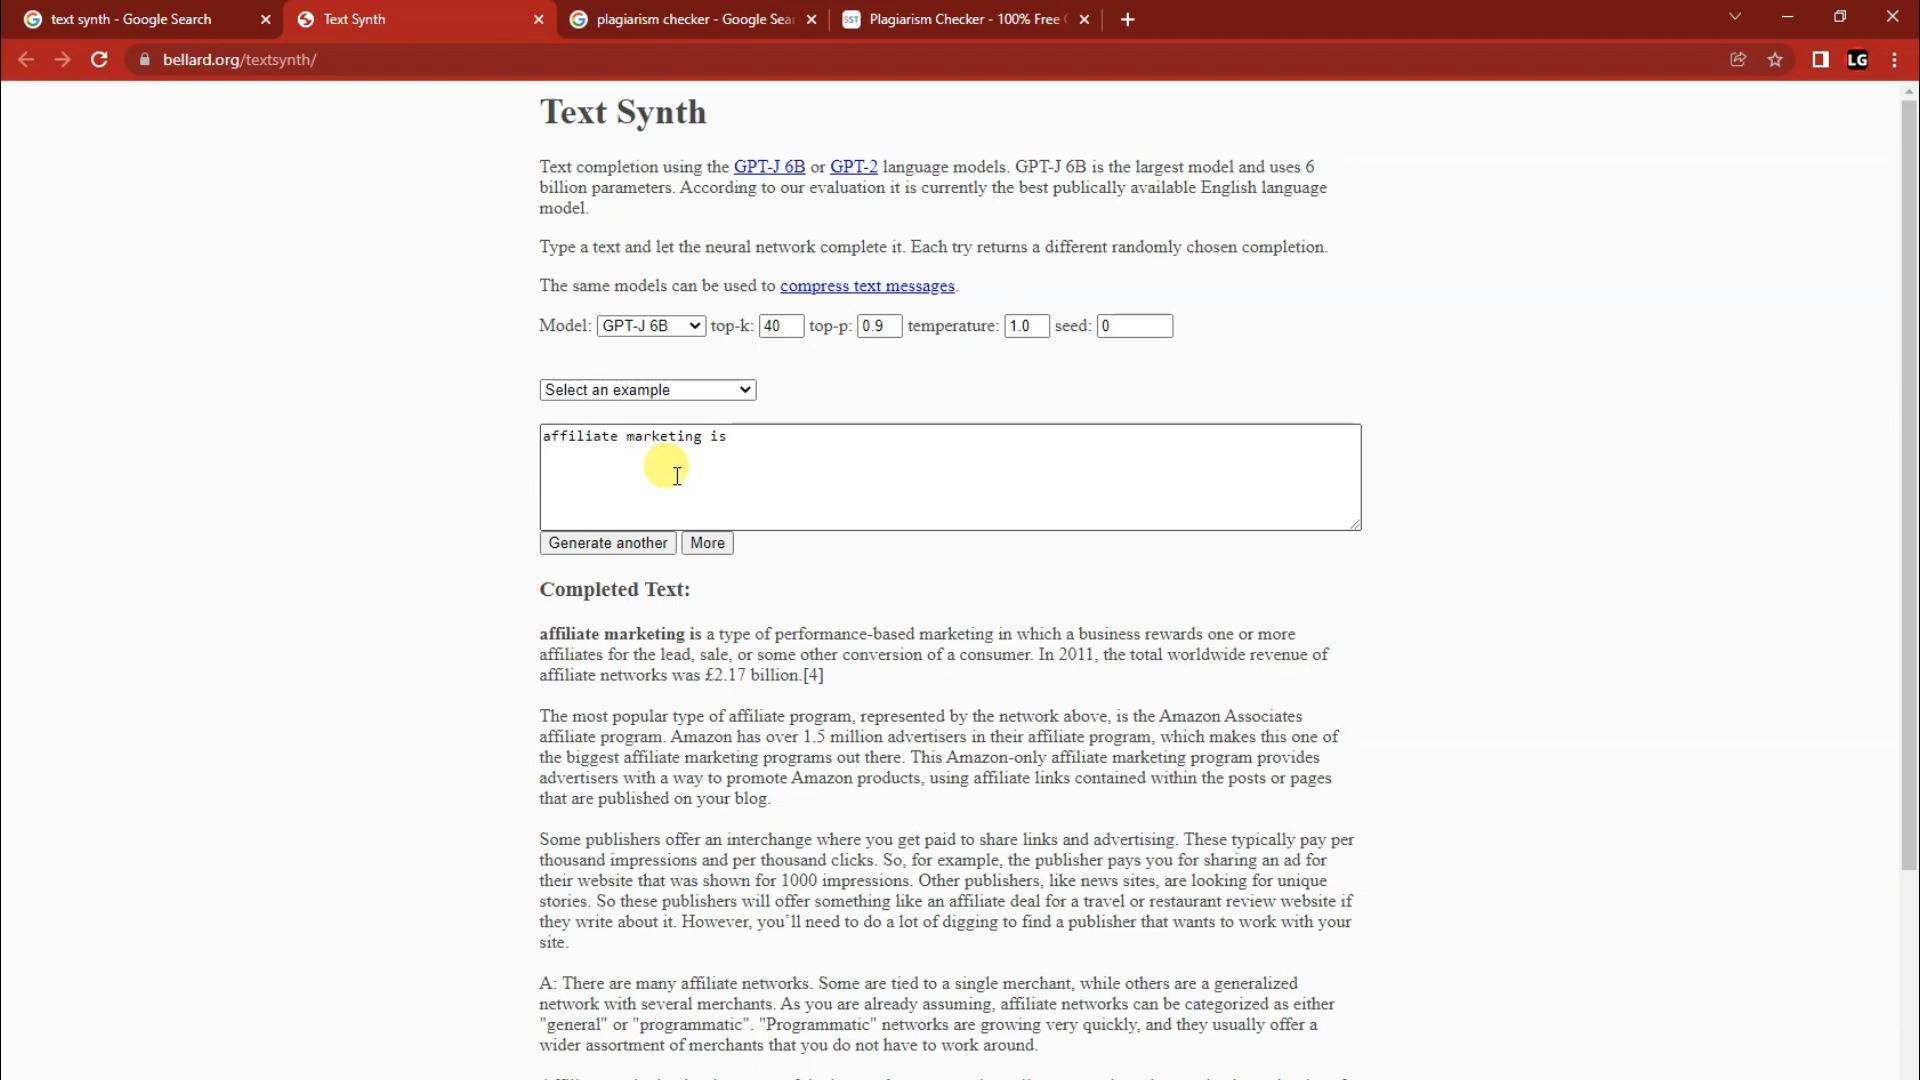 text synth - Google Search
Text Synth
plagiarism checker - Google Sear
SST
Plagiarism Checker - 100% Free
bellard.org/textsynth/
LG
Text Synth
Text completion using the GPT-J 6B or GPT-2 language models. GPT-J 6B is the largest model and uses 6
billion parameters. According to our evaluation it is currently the best publically available English language
model.
Type a text and let the neural network complete it. Each try returns a different randomly chosen completion.
The same models can be used to compress text messages.
Model: GPT-J 6B top-k: 40 top-p: 0.9 temperature: 1.0 seed: 0
Select an example
affiliate marketing is
Generate another More
Completed Text:
affiliate marketing is a type of performance-based marketing in which a business rewards one or more
affiliates for the lead, sale, or some other conversion of a consumer. In 2011, the total worldwide revenue of
affiliate networks was £2.17 billion.[4]
The most popular type of affiliate program, represented by the network above, is the Amazon Associates
affiliate program. Amazon has over 1.5 million advertisers in their affiliate program, which makes this one of
the biggest affiliate marketing programs out there. This Amazon-only affiliate marketing program provides
advertisers with a way to promote Amazon products, using affiliate links contained within the posts or pages
that are published on your blog.
Some publishers offer an interchange where you get paid to share links and advertising. These typically pay per
thousand impressions and per thousand clicks. So, for example, the publisher pays you for sharing an ad for
their website that was shown for 1000 impressions. Other publishers, like news sites, are looking for unique
stories. So these publishers will offer something like an affiliate deal for a travel or restaurant review website if
they write about it. However, you'll need to do a lot of digging to find a publisher that wants to work with your
site.
A: There are many affiliate networks. Some are tied to a single merchant, while others are a generalized
network with several merchants. As you are already assuming, affiliate networks can be categorized as either
"general" or "programmatic". "Programmatic" networks are growing very quickly, and they usually offer a
wider assortment of merchants that you do not have to work around.